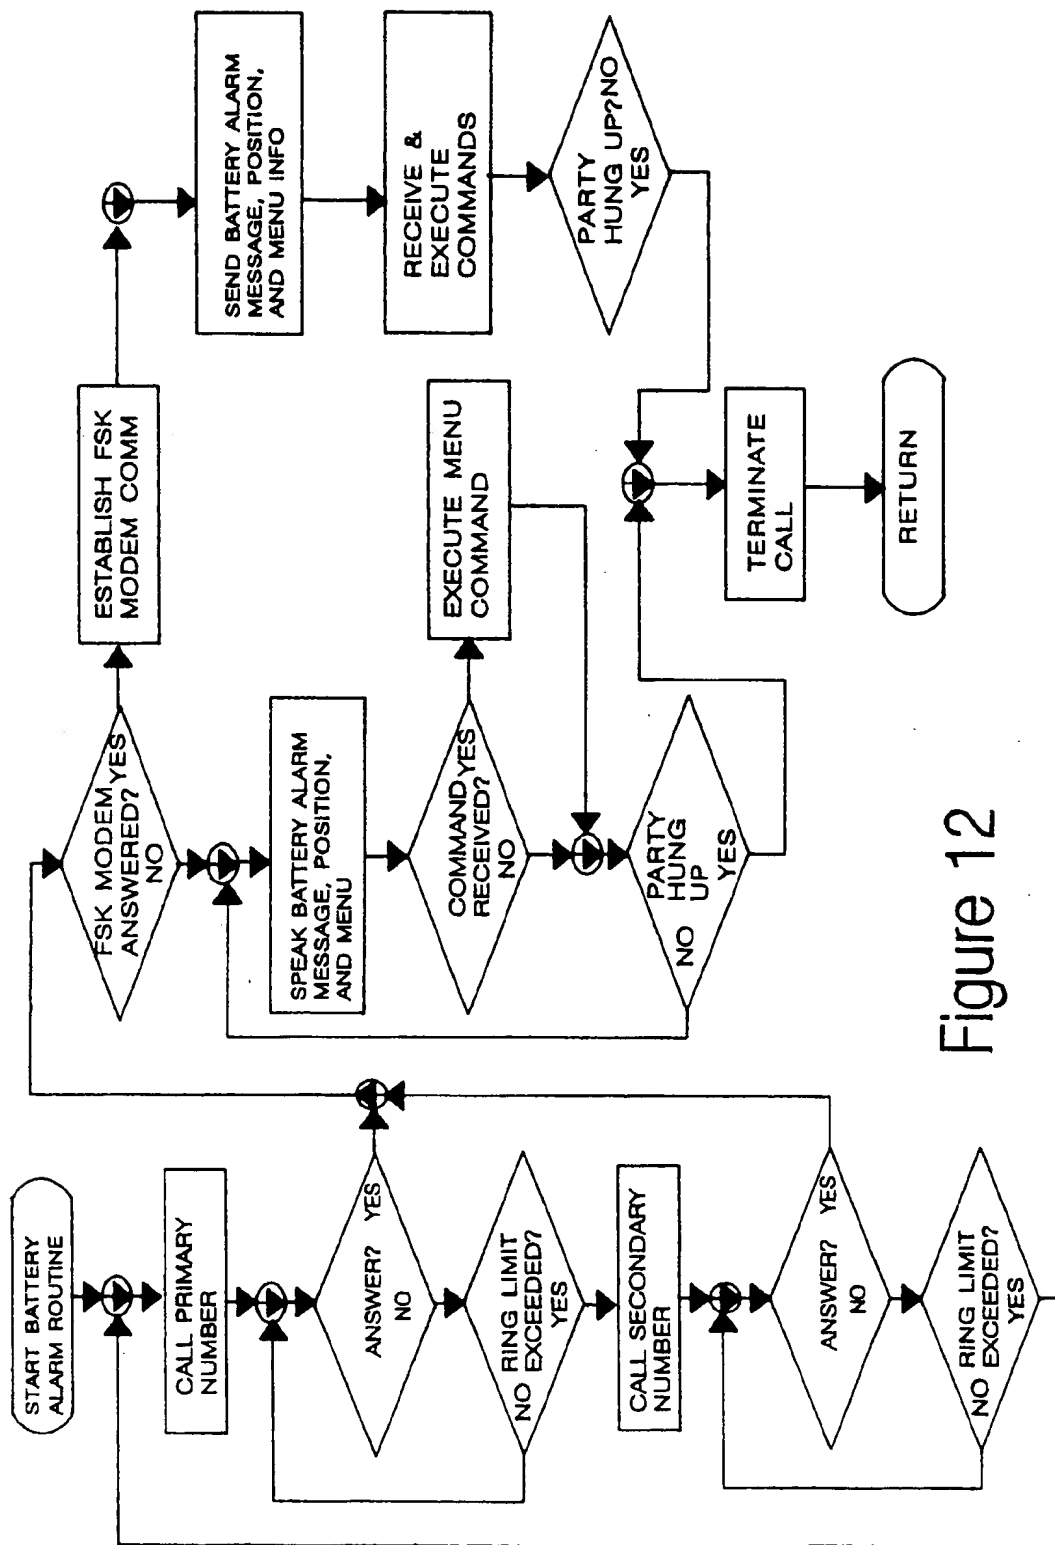 START BATTERY
ALARM ROUTINE
CALL PRIMARY
NUMBER
ANSWER? YES
NO
NO RING LIMIT
EXCEEDED?
YES
CALL SECONDARY
NUMBER
ANSWER? YES
NO
NO RING LIMIT
EXCEEDED?
YES
FSK MODEM
ANSWERED? YES
NO
SPEAK BATTERY ALARM
MESSAGE, POSITION,
AND MENU
COMMAND YES
RECEIVED?
NO
PARTY
HUNG
UP
NO
YES
ESTABLISH FSK
MODEM COMM
EXECUTE MENU
COMMAND
SEND BATTERY ALARM
MESSAGE, POSITION,
AND MENU INFO
RECEIVE &
EXECUTE
COMMANDS
PARTY
HUNG UP? NO
YES
TERMINATE
CALL
RETURN
Figure 12